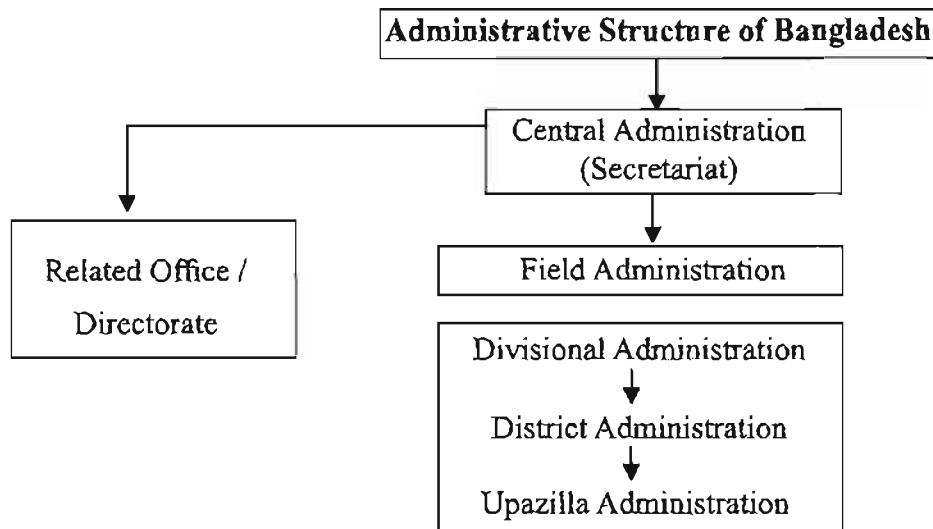 Administrative Structure of Bangladesh
Central Administration
(Secretariat)
Related Office /
Directorate
Field Administration
Divisional Administration
District Administration
Upazilla Administration